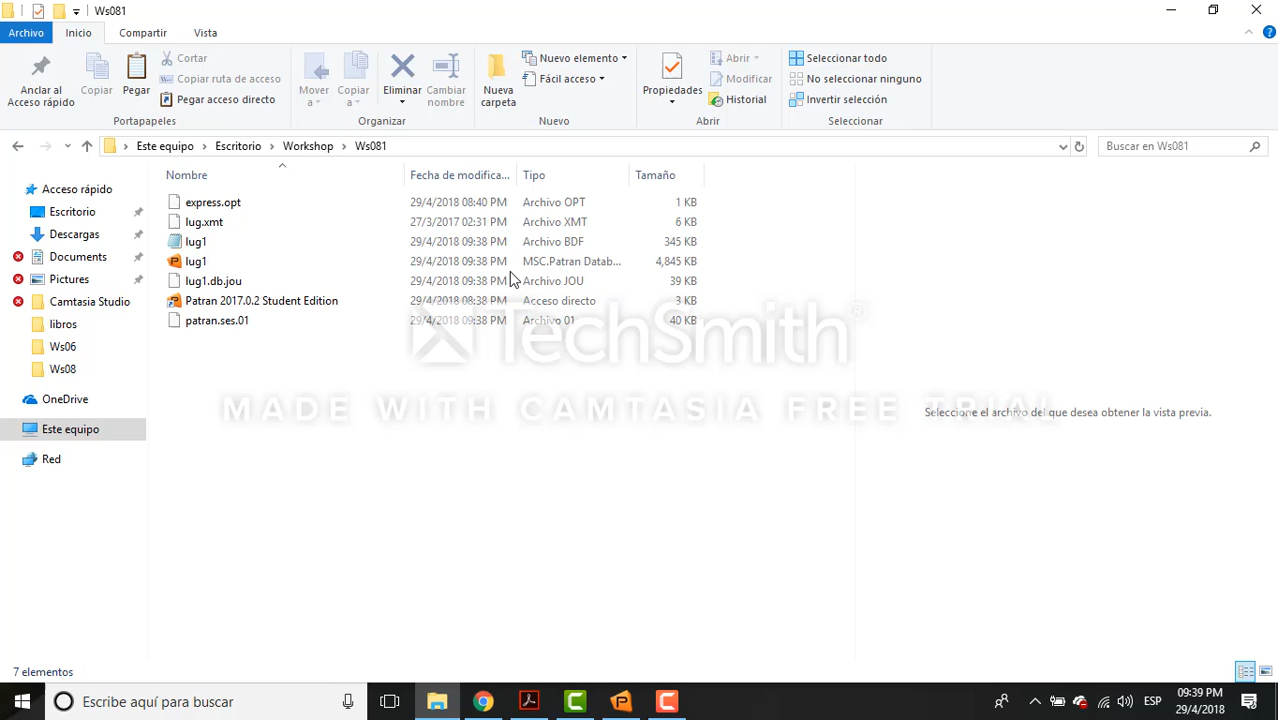 Ws081
Archivo Inicio Compartir Vista
Anclar al Acceso rápido
Copiar
Pegar
Cortar
Copiar ruta de acceso
Pegar acceso directo
Portapapeles
Mover a
Copiar a
Eliminar
Cambiar nombre
Organizar
Nueva carpeta
Nuevo elemento
Fácil acceso
Nuevo
Propiedades
Abrir
Modificar
Historial
Abrir
Seleccionar todo
No seleccionar ninguno
Invertir selección
Seleccionar
Este equipo > Escritorio > Workshop > Ws081
Buscar en Ws081
Nombre Fecha de modifica... Tipo Tamaño
express.opt 29/4/2018 08:40 PM Archivo OPT 1 KB
lug.xmt 27/3/2017 02:31 PM Archivo XMT 6 KB
lug1 29/4/2018 09:38 PM Archivo BDF 345 KB
lug1 29/4/2018 09:38 PM MSC.Patran Datab... 4,845 KB
lug1.db.jou 29/4/2018 09:38 PM Archivo JOU 39 KB
Patran 2017.0.2 Student Edition 29/4/2018 08:38 PM Acceso directo 3 KB
patran.ses.01 29/4/2018 09:38 PM Archivo 01 40 KB
Acceso rápido
Escritorio
Descargas
Documents
Pictures
Camtasia Studio
libros
Ws06
Ws08
OneDrive
Este equipo
Red
TechSmith®
MADE WITH CAMTASIA FREE TRIAL
Seleccione el archivo del que desea obtener la vista previa.
7 elementos
Escribe aquí para buscar
ESP
09:39 PM
29/4/2018